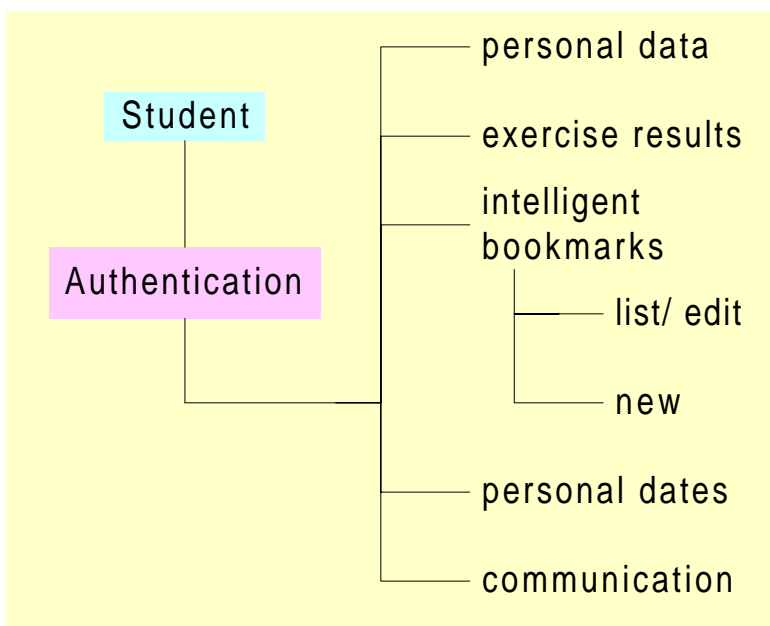 Student
Authentication
personal data
exercise results
intelligent
bookmarks
list/ edit
new
personal dates
communication